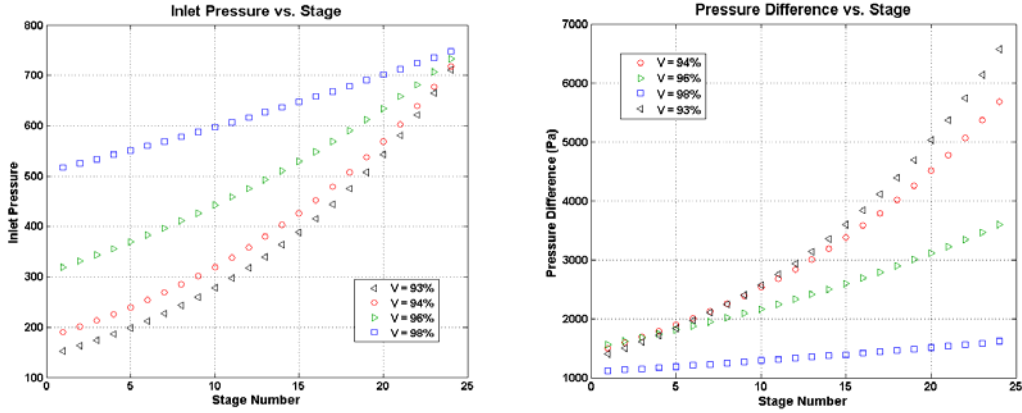 Inlet Pressure vs. Stage
800
700
600
500
400
300
200
100
0
5
10
15
20
25
Inlet Pressure
Stage Number
V = 93%
V = 94%
V = 96%
V = 98%
Pressure Difference vs. Stage
7000
6000
5000
4000
3000
2000
1000
0
5
10
15
20
25
Pressure Difference (Pa)
Stage Number
V = 94%
V = 96%
V = 98%
V = 93%